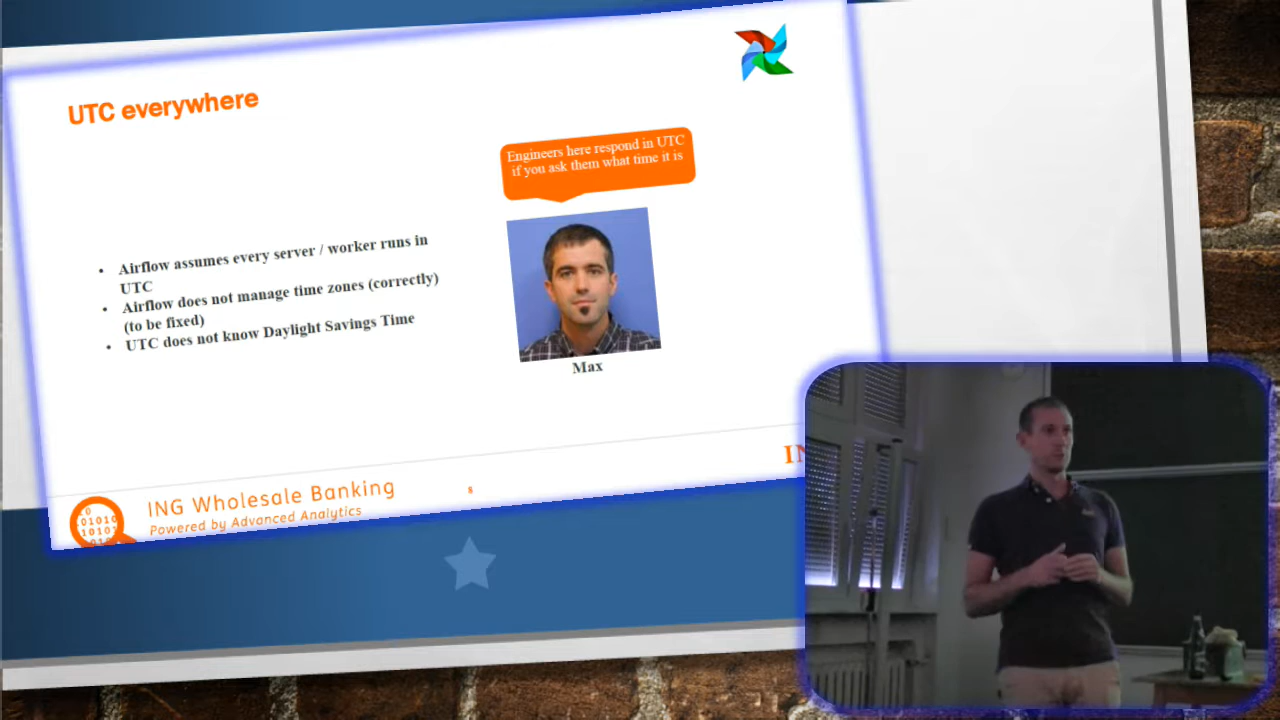 UTC everywhere
Engineers here respond in UTC
if you ask them what time it is
• Airflow assumes every server / worker runs in
UTC
• Airflow does not manage time zones (correctly)
(to be fixed)
• UTC does not know Daylight Savings Time
Max
ING Wholesale Banking
Powered by Advanced Analytics
8